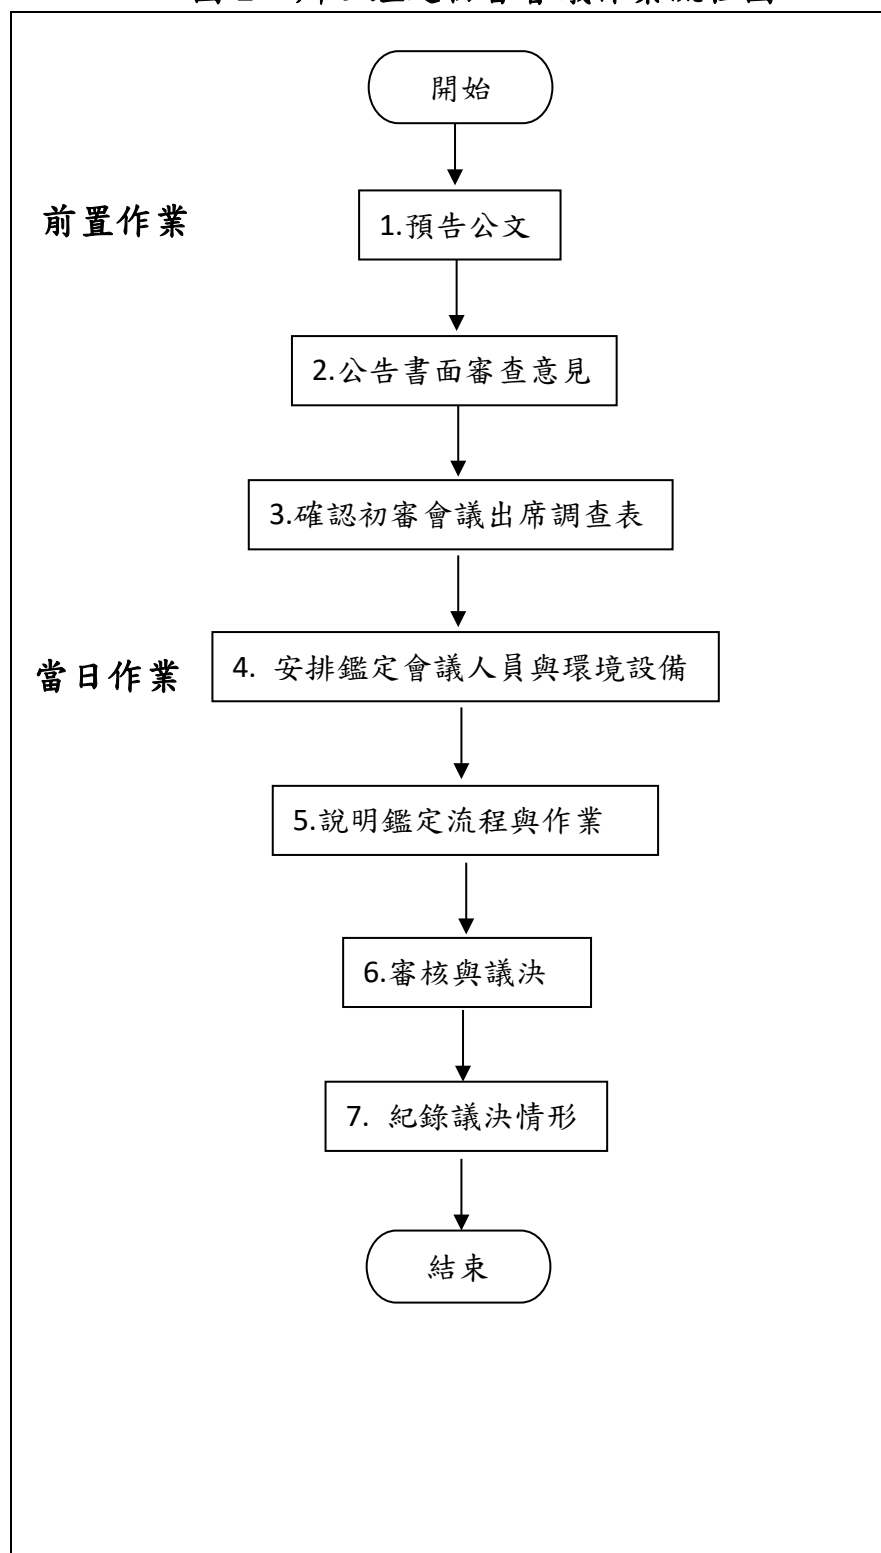 開始
前置作業
1.預告公文
2.公告書面審查意見
3.確認初審會議出席調查表
當日作業
4. 安排鑑定會議人員與環境設備
5.說明鑑定流程與作業
6.審核與議決
7. 紀錄議決情形
結束